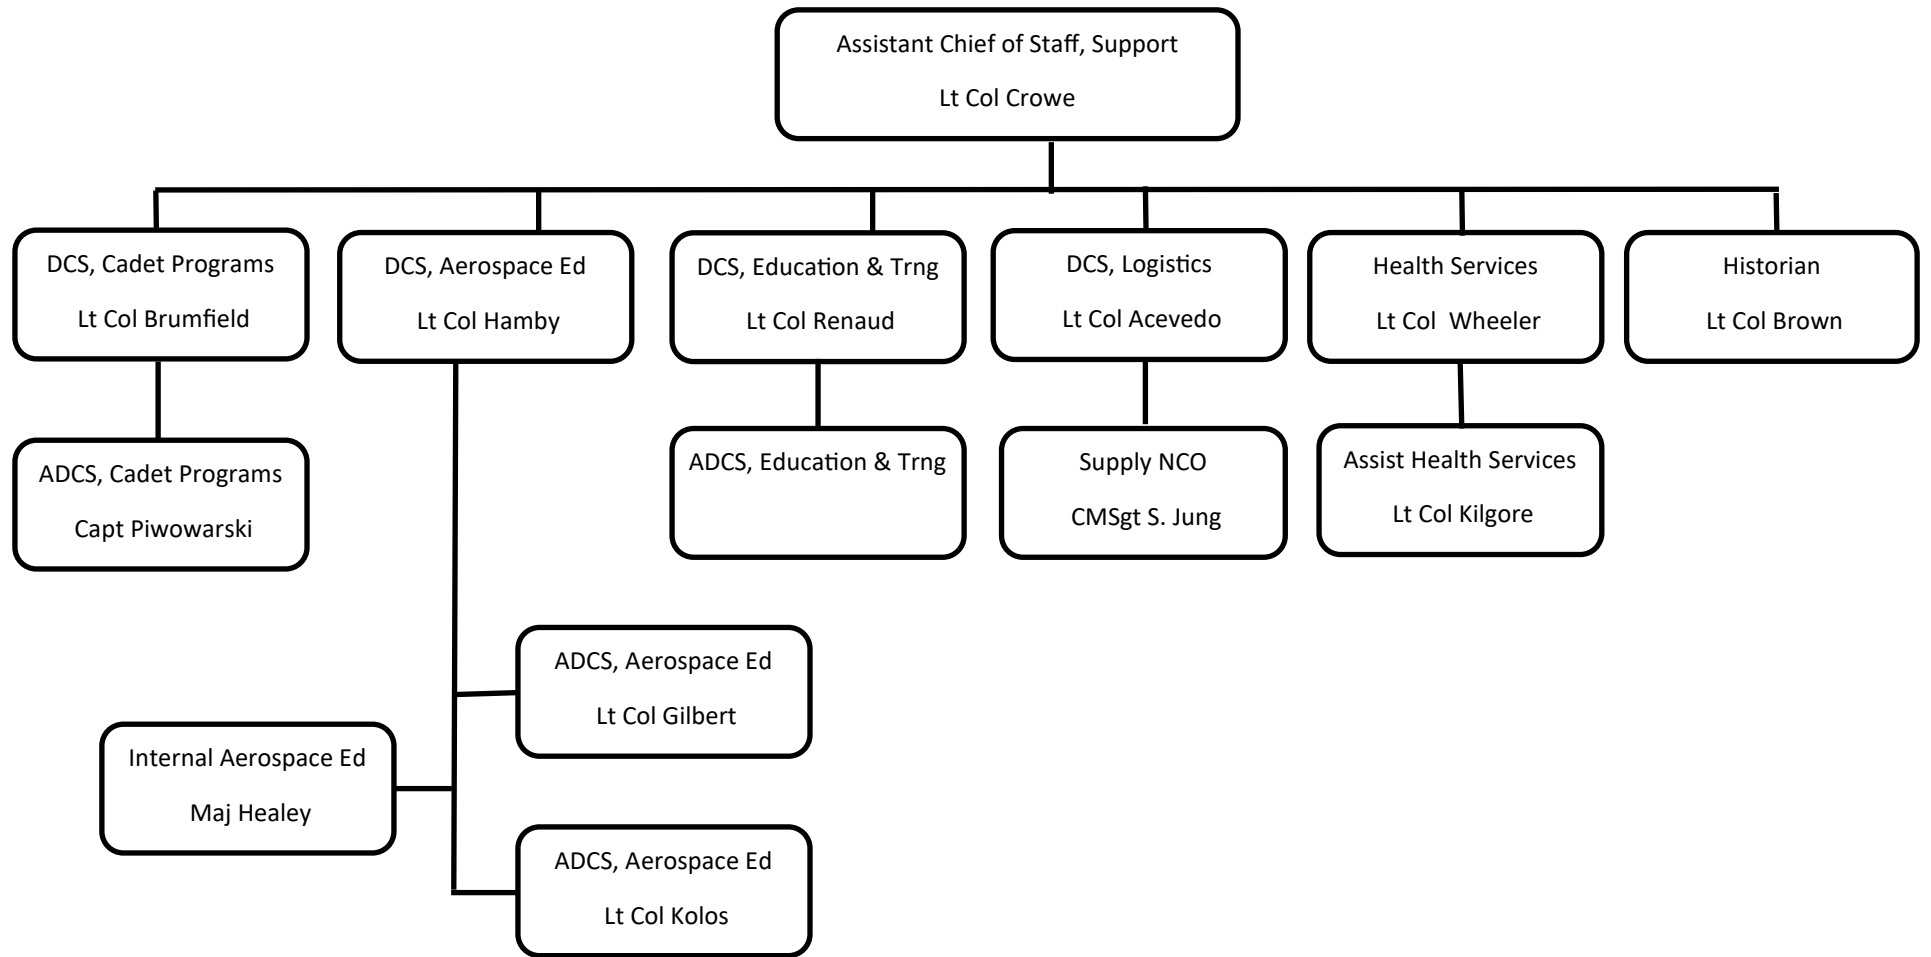 Assistant Chief of Staff, Support
Lt Col Crowe
DCS, Cadet Programs
Lt Col Brumfield
DCS, Aerospace Ed
Lt Col Hamby
DCS, Education & Trng
Lt Col Renaud
DCS, Logistics
Lt Col Acevedo
Health Services
Lt Col  Wheeler
Historian
Lt Col Brown
ADCS, Cadet Programs
Capt Piwowarski
ADCS, Education & Trng
Supply NCO
CMSgt S. Jung
Assist Health Services
Lt Col Kilgore
ADCS, Aerospace Ed
Lt Col Gilbert
Internal Aerospace Ed
Maj Healey
ADCS, Aerospace Ed
Lt Col Kolos